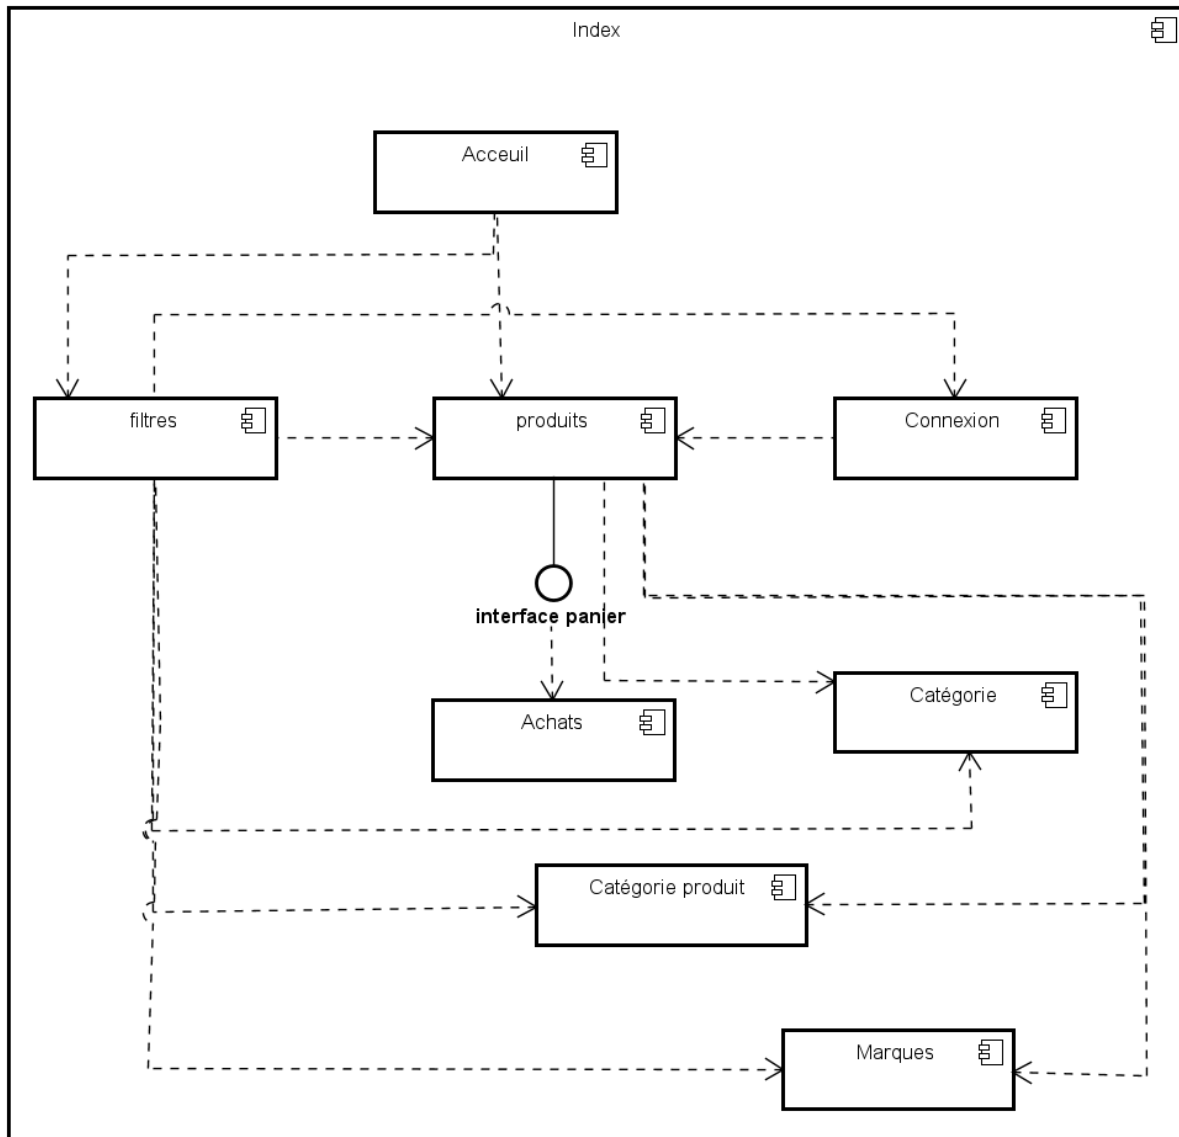 Index
Acceuil
filtres
produits
Connexion
interface panier
Catégorie
Achats
Catégorie produit
Marques